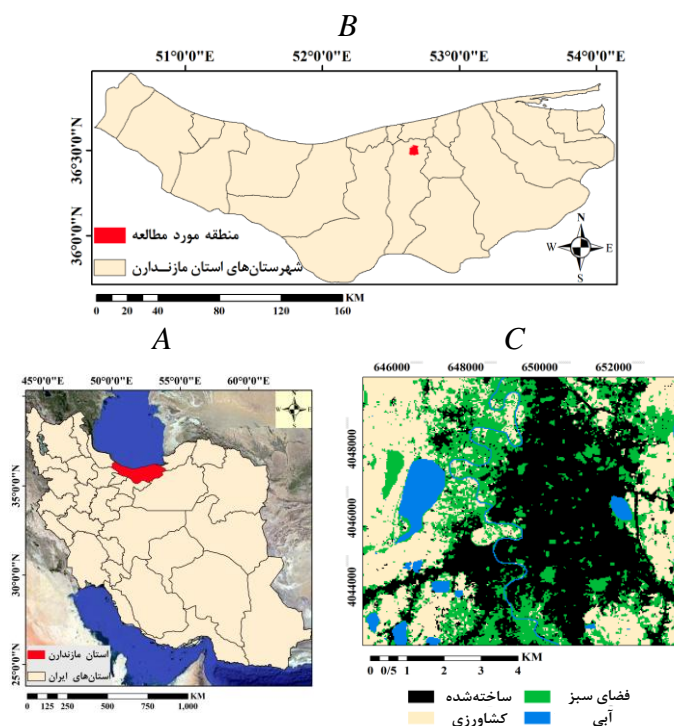 B
51°0'0"E 52°0'0"E 53°0'0"E 54°0'0"E
36°30'0"N
36°0'0"N
منطقه مورد مطالعه
شهرستان‌های استان مازنـدارن
N
W E
S
KM
0 10 20 40 80 120 160
A
44°0'0"E 50°0'0"E 55°0'0"E 60°0'0"E
35°0'0"N
30°0'0"N
25°0'0"N
استان مازندارن
استان‌های ایران
KM
0 125 250 500 750 1,000
C
646000 648000 650000 652000
4048000
4046000
4044000
KM
0 0/5 1 2 3 4
ساخته‌شده فضای سبز
کشاورزی آبی